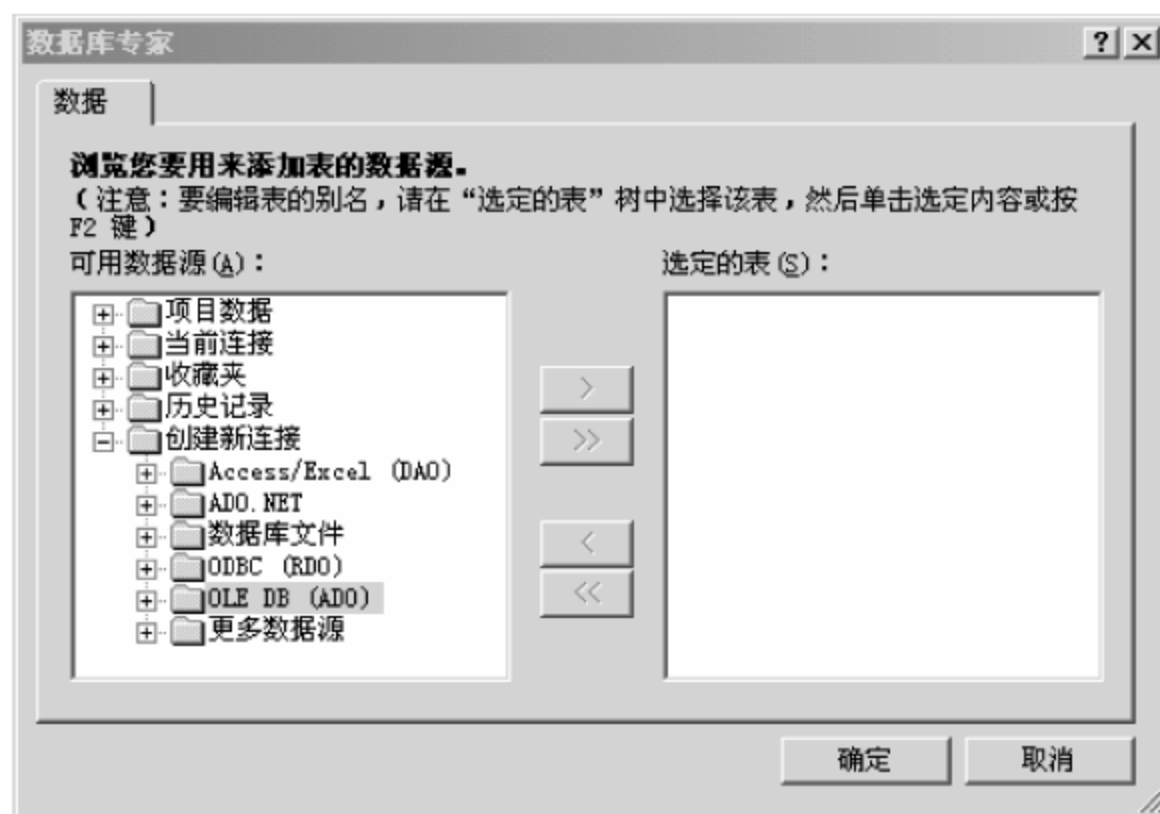 数据库专家
数据
浏览您要用来添加表的数据源。
(注意：要编辑表的别名，请在“选定的表”树中选择该表，然后单击选定内容或按
F2 键)
可用数据源(A)：
选定的表(S)：
项目数据
当前连接
收藏夹
历史记录
创建新连接
Access/Excel (DAO)
ADO.NET
数据库文件
ODBC (RDO)
OLE DB (ADO)
更多数据源
>
>>
<
<<
确定
取消